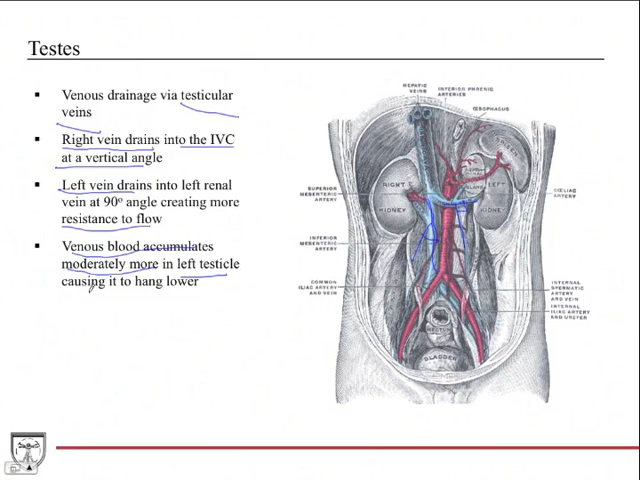 Testes
▪ Venous drainage via testicular
veins
▪ Right vein drains into the IVC
at a vertical angle
▪ Left vein drains into left renal
vein at 90º angle creating more
resistance to flow
▪ Venous blood accumulates
moderately more in left testicle
causing it to hang lower
HEPATIC
VEINS
INFERIOR PHRENIC
ARTERIES
ŒSOPHAGUS
SPLEEN
RIGHT
KIDNEY
LEFT
KIDNEY
SUPERIOR
MESENTERIC
ARTERY
CŒLIAC ARTERY
INFERIOR
MESENTERIC
ARTERY
COMMON
ILIAC ARTERY
AND VEIN
INTERNAL
SPERMATIC
ARTERY
AND VEIN
INTERNAL
ILIAC ARTERY
AND URETER
RECTUM
BLADDER